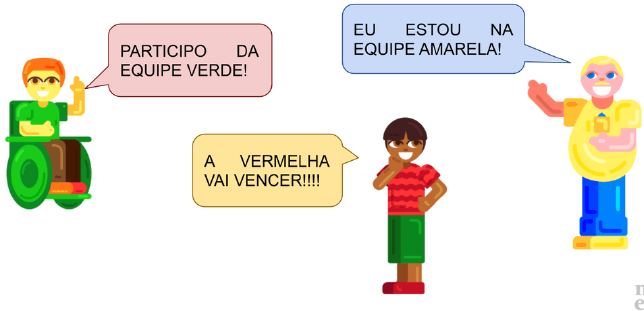 PARTICIPO DA
EQUIPE VERDE!
EU ESTOU NA
EQUIPE AMARELA!
A VERMELHA
VAI VENCER!!!!